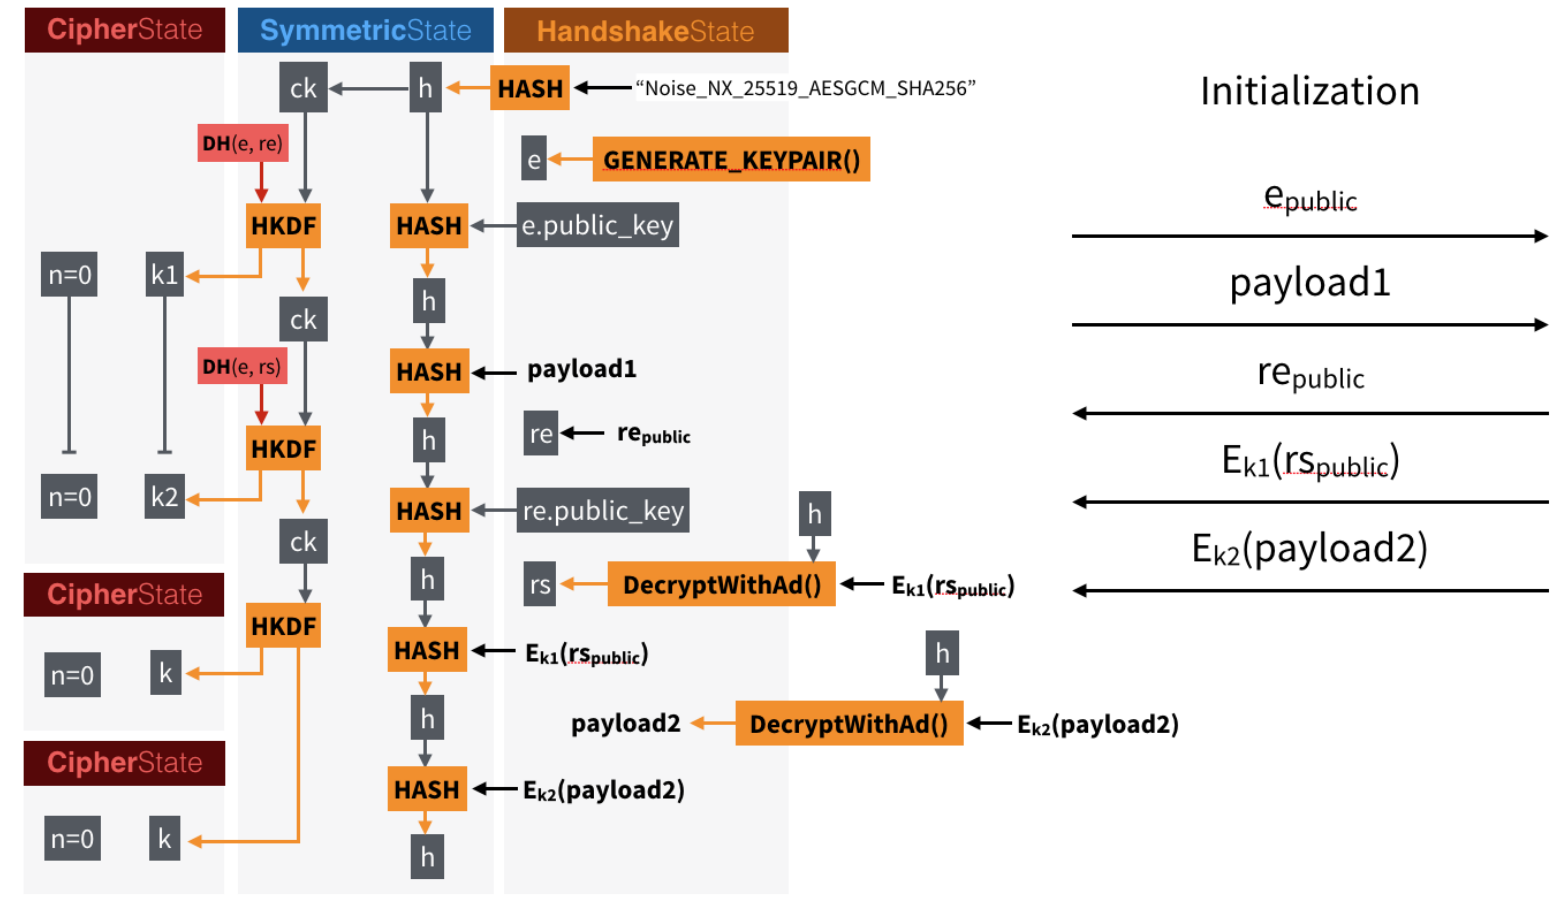 CipherState
SymmetricState
HandshakeState
ck
h
HASH
“Noise_NX_25519_AESGCM_SHA256”
Initialization
DH(e, re)
e
GENERATE_KEYPAIR()
epublic
HKDF
HASH
e.public_key
n=0
k1
h
payload1
ck
DH(e, rs)
HASH
payload1
republic
h
re
republic
HKDF
Ek1(rspublic)
n=0
k2
HASH
re.public_key
h
ck
Ek2(payload2)
CipherState
h
rs
DecryptWithAd()
Ek1(rspublic)
HKDF
HASH
Ek1(rspublic)
h
n=0
k
h
payload2
DecryptWithAd()
Ek2(payload2)
CipherState
HASH
Ek2(payload2)
n=0
k
h